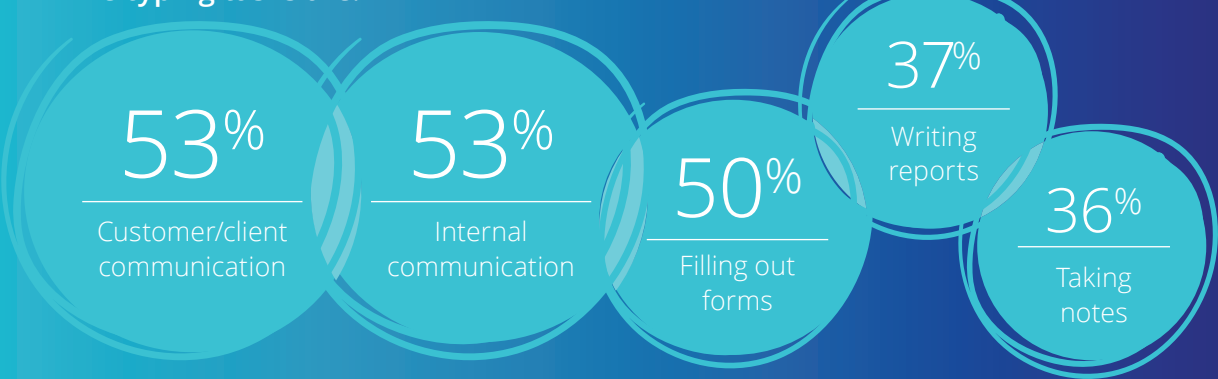 53%
Customer/client
communication
53%
Internal
communication
50%
Filling out
forms
37%
Writing
reports
36%
Taking
notes